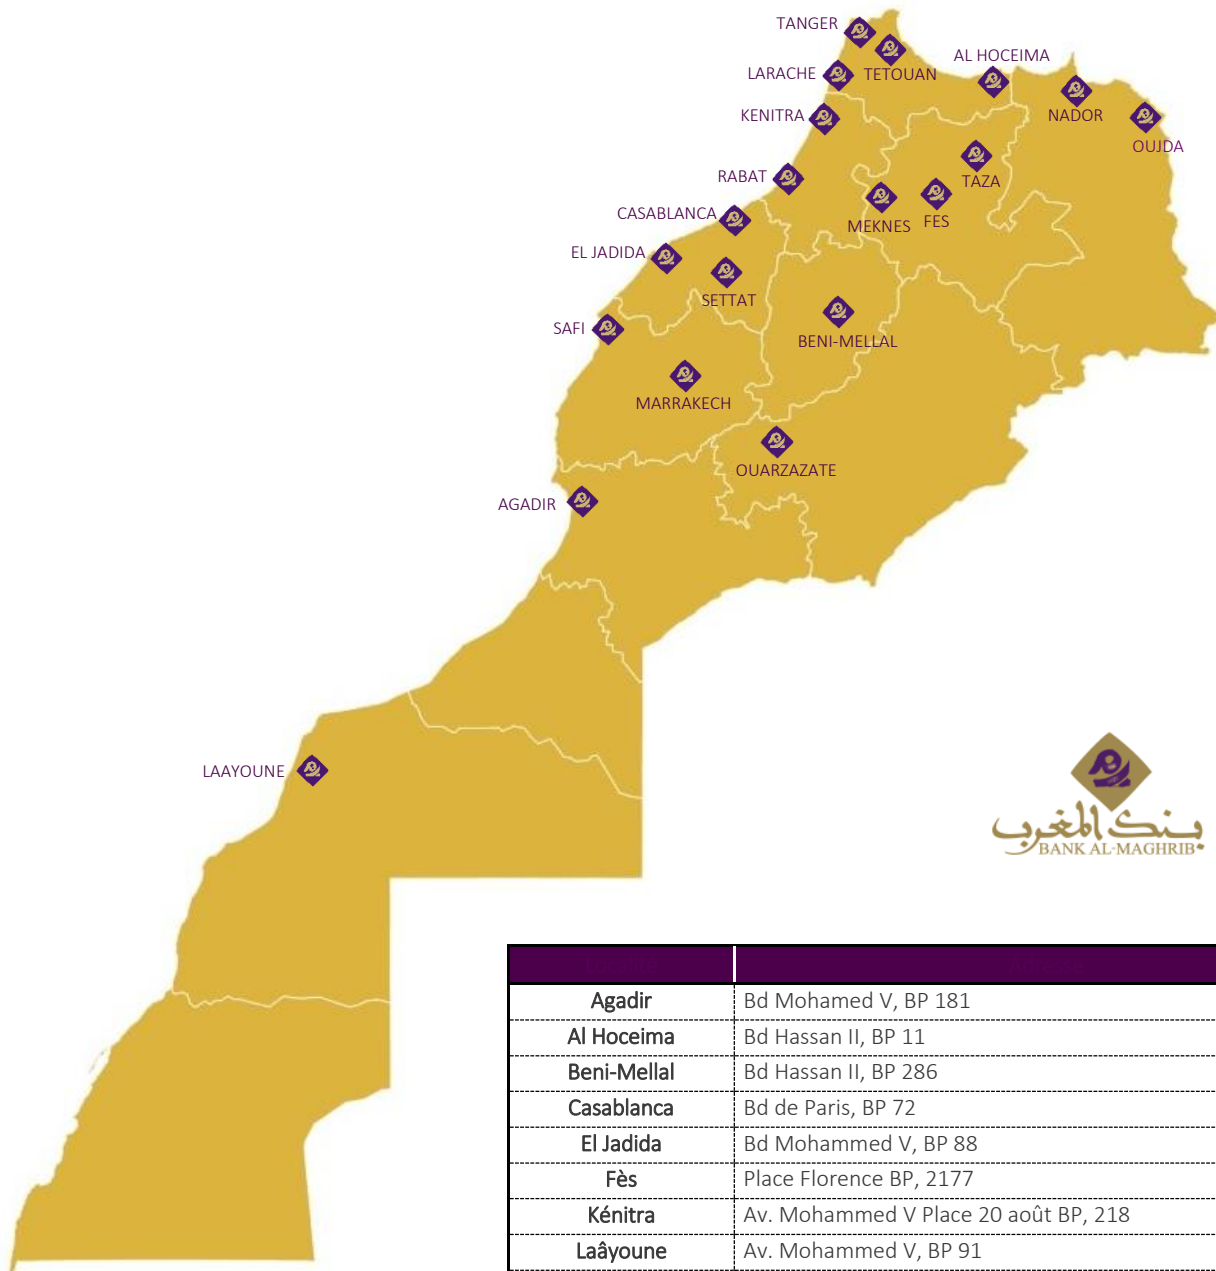 TANGER
TETOUAN
AL HOCEIMA
LARACHE
NADOR
KENITRA
OUJDA
TAZA
RABAT
MEKNES
FES
CASABLANCA
EL JADIDA
SETTAT
SAFI
BENI-MELLAL
MARRAKECH
OUARZAZATE
AGADIR
LAAYOUNE
بنك المغرب
BANK AL-MAGHRIB
Agadir Bd Mohamed V, BP 181
Al Hoceima Bd Hassan II, BP 11
Beni-Mellal Bd Hassan II, BP 286
Casablanca Bd de Paris, BP 72
El Jadida Bd Mohammed V, BP 88
Fès Place Florence BP, 2177
Kénitra Av. Mohammed V Place 20 août BP, 218
Laâyoune Av. Mohammed V, BP 91